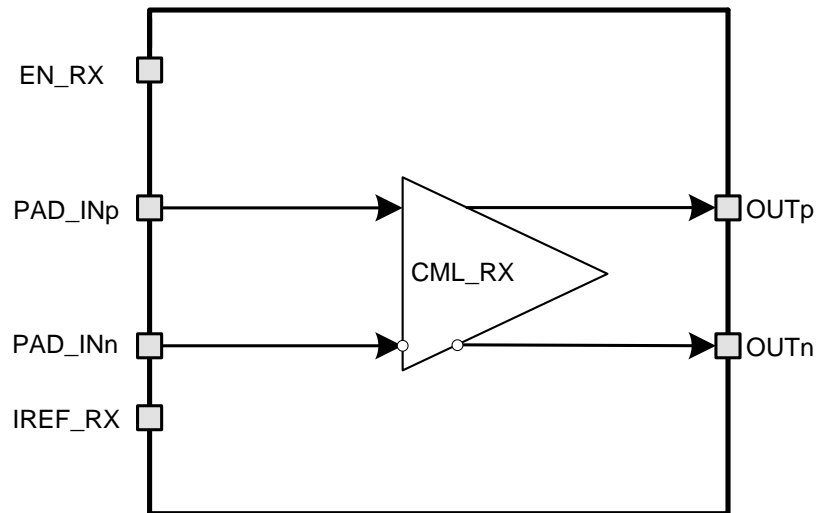 EN_RX
PAD_INp
OUTp
CML_RX
PAD_INn
OUTn
IREF_RX